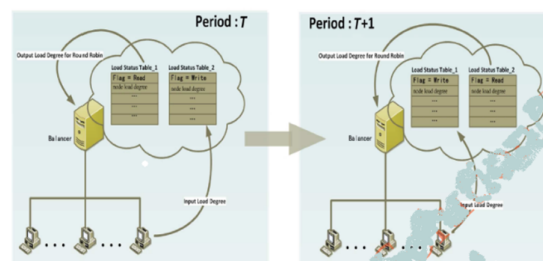 Period : T
Output Load Degree for Round Robin
Load Status Table_1
Load Status Table_2
Flag = Read
Flag = Write
node load degree
node load degree
...
...
...
...
...
...
Balancer
Input Load Degree
... ...
Period : T+1
Output Load Degree for Round Robin
Load Status Table_1
Load Status Table_2
Flag = Write
Flag = Read
node load degree
node load degree
...
...
...
...
...
...
Balancer
Input Load Degree
... ...